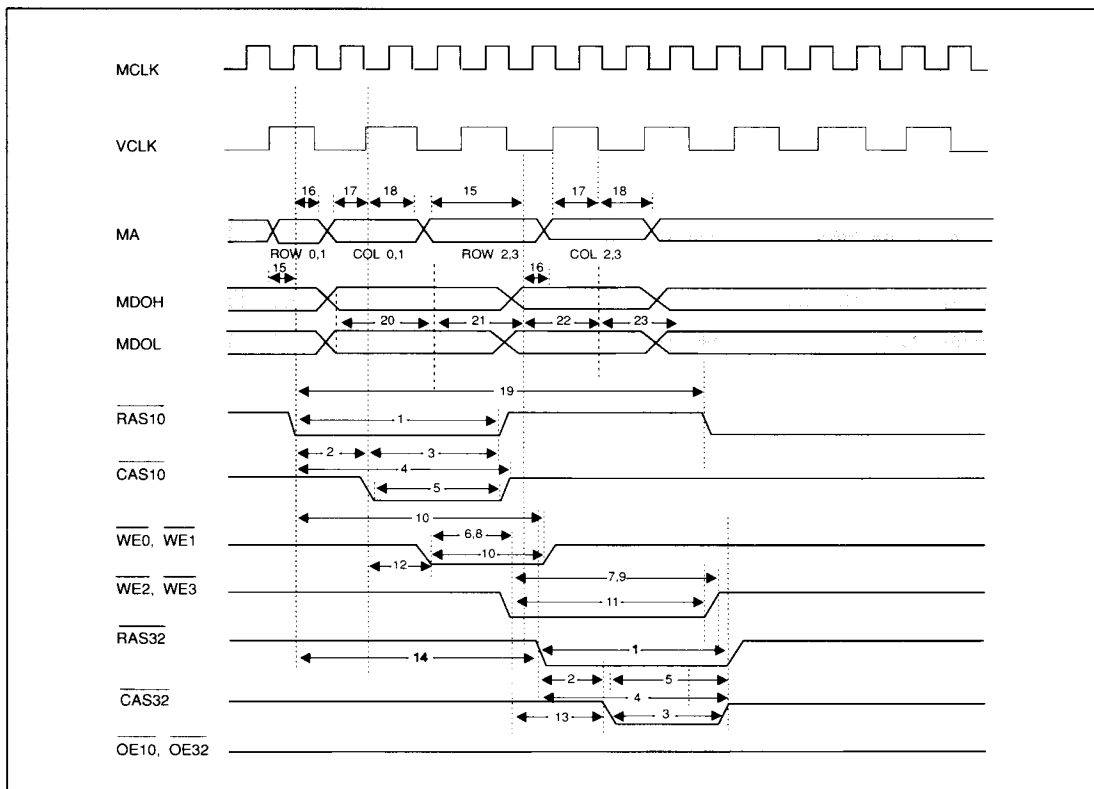 MCLK
VCLK
16 17 18 15 17 18
MA
ROW 0,1 COL 0,1 ROW 2,3 COL 2,3
15 16
MDOH
20 21 22 23
MDOL
19
RAS10
1
2 3
4
CAS10
5
10
6,8
WE0, WE1
10
12
7,9
WE2, WE3
11
RAS32
1
14
2 5
4
CAS32
13 3
OE10, OE32